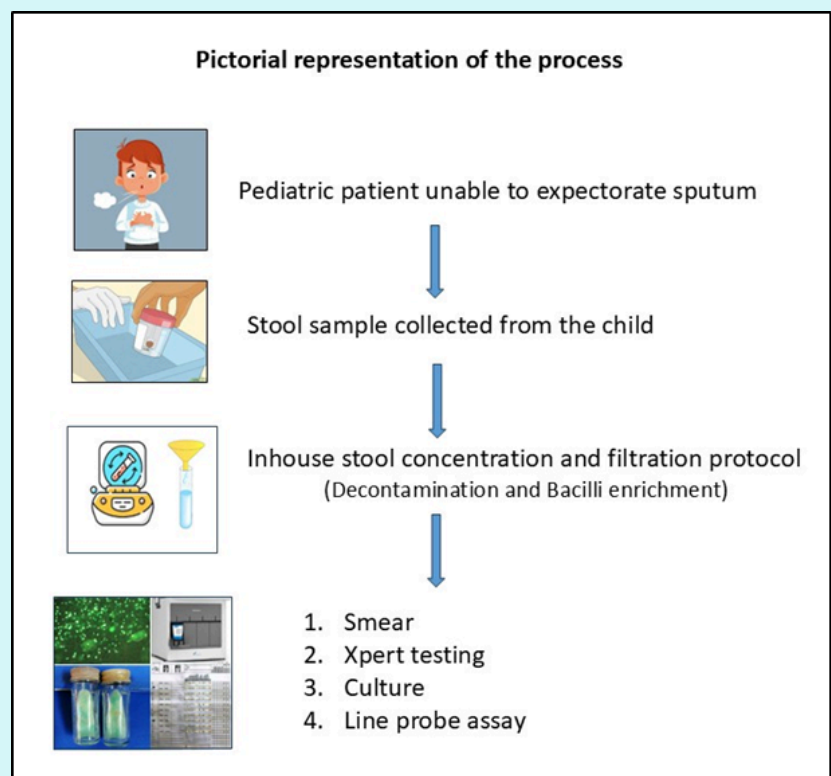 Pictorial representation of the process
Pediatric patient unable to expectorate sputum
Stool sample collected from the child
Inhouse stool concentration and filtration protocol
(Decontamination and Bacilli enrichment)
1. Smear
2. Xpert testing
3. Culture
4. Line probe assay